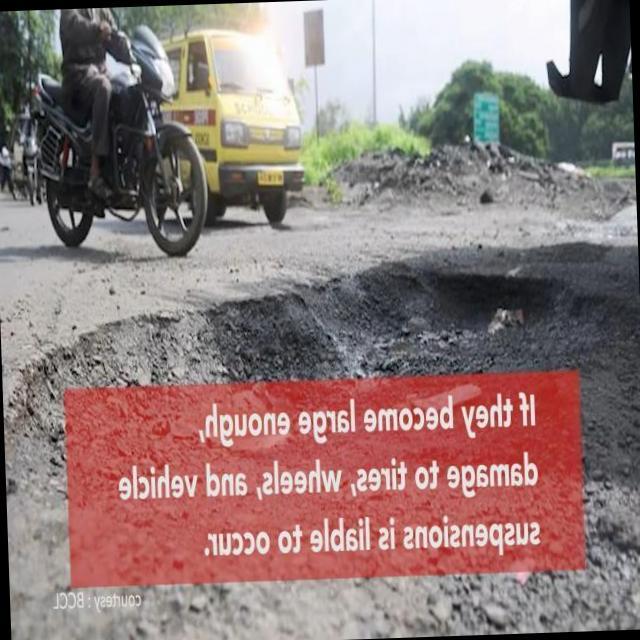 If they become large enough,
damage to tires, wheels, and vehicle
suspensions is liable to occur.
courtesy : BCCL